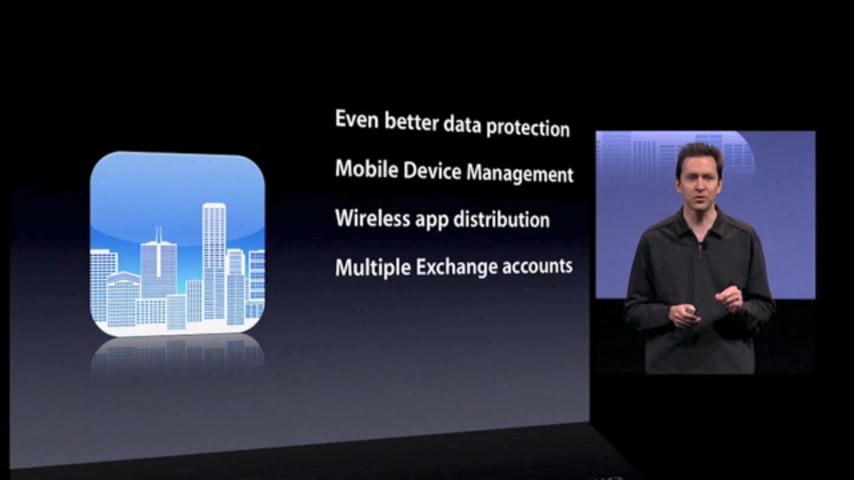 Even better data protection
Mobile Device Management
Wireless app distribution
Multiple Exchange accounts